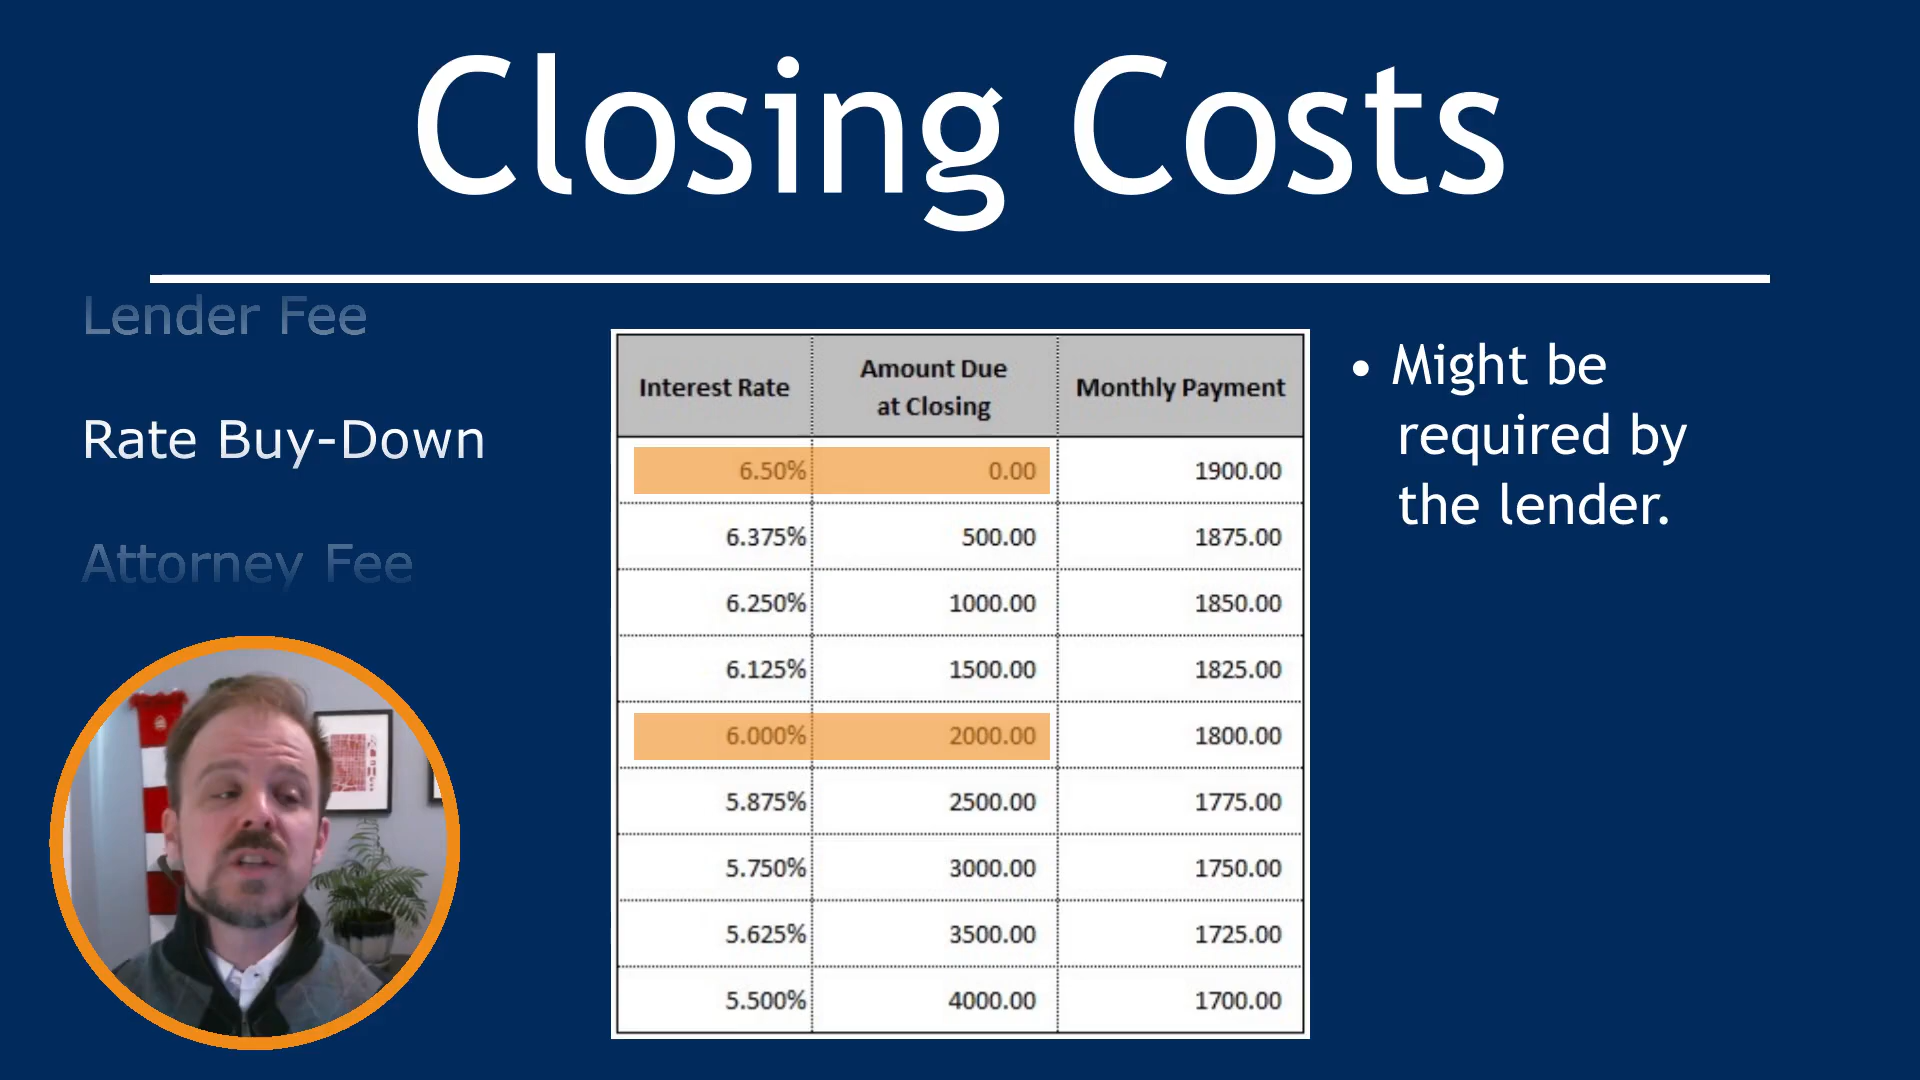 Closing Costs
Lender Fee
Rate Buy-Down
Attorney Fee
Interest Rate Amount Due at Closing Monthly Payment
6.50% 0.00 1900.00
6.375% 500.00 1875.00
6.250% 1000.00 1850.00
6.125% 1500.00 1825.00
6.000% 2000.00 1800.00
5.875% 2500.00 1775.00
5.750% 3000.00 1750.00
5.625% 3500.00 1725.00
5.500% 4000.00 1700.00
• Might be
required by
the lender.